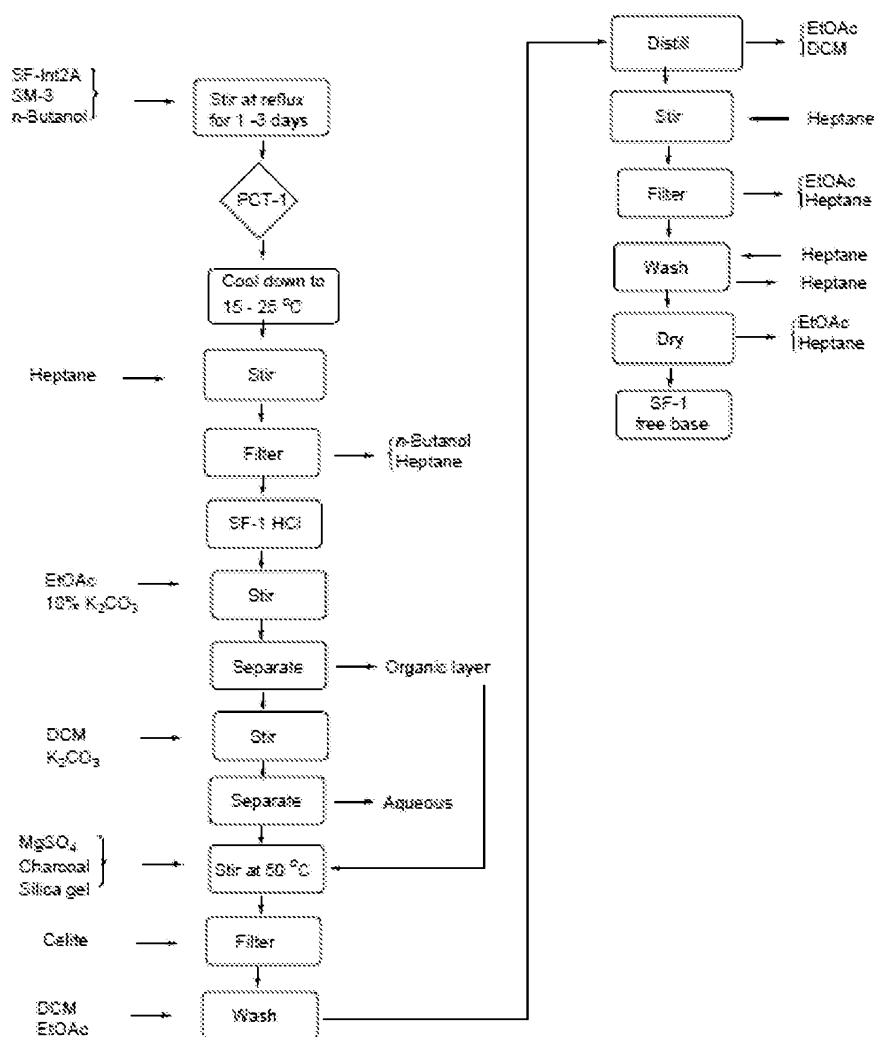 SF-Int2A
SM-3
n-Butanol
Stir at reflux
for 1 -3 days
PCT-1
Cool down to
15 - 25 °C
Heptane
Stir
Filter
n-Butanol
Heptane
SF-1 HCl
EtOAc
10% K₂CO₃
Stir
Separate
Organic layer
DCM
K₂CO₃
Stir
Separate
Aqueous
MgSO₄
Charcoal
Silica gel
Stir at 50 °C
Celite
Filter
DCM
EtOAc
Wash
Distill
EtOAc
DCM
Stir
Heptane
Filter
EtOAc
Heptane
Wash
Heptane
Heptane
Dry
EtOAc
Heptane
SF-1
free base